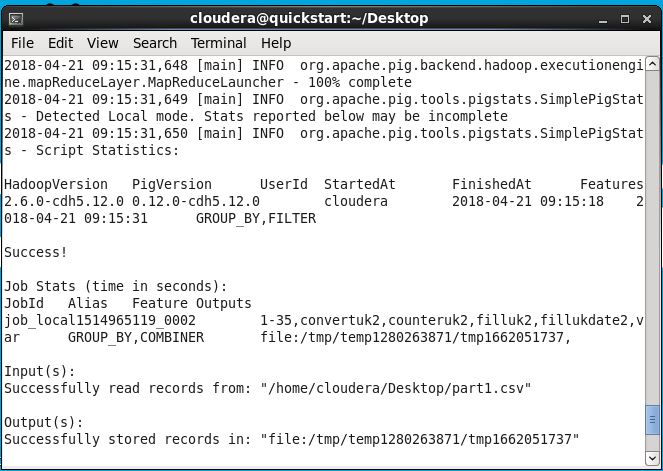 cloudera@quickstart:~/Desktop
File Edit View Search Terminal Help
2018-04-21 09:15:31,648 [main] INFO  org.apache.pig.backend.hadoop.executionengi
ne.mapReduceLayer.MapReduceLauncher - 100% complete
2018-04-21 09:15:31,649 [main] INFO  org.apache.pig.tools.pigstats.SimplePigStat
s - Detected Local mode. Stats reported below may be incomplete
2018-04-21 09:15:31,650 [main] INFO  org.apache.pig.tools.pigstats.SimplePigStat
s - Script Statistics:

HadoopVersion   PigVersion      UserId  StartedAt       FinishedAt      Features
2.6.0-cdh5.12.0 0.12.0-cdh5.12.0        cloudera        2018-04-21 09:15:18    2
018-04-21 09:15:31      GROUP_BY,FILTER

Success!

Job Stats (time in seconds):
JobId   Alias   Feature Outputs
job_local1514965119_0002        1-35,convertuk2,counteruk2,filluk2,fillukdate2,v
ar      GROUP_BY,COMBINER       file:/tmp/temp1280263871/tmp1662051737,

Input(s):
Successfully read records from: "/home/cloudera/Desktop/part1.csv"

Output(s):
Successfully stored records in: "file:/tmp/temp1280263871/tmp1662051737"